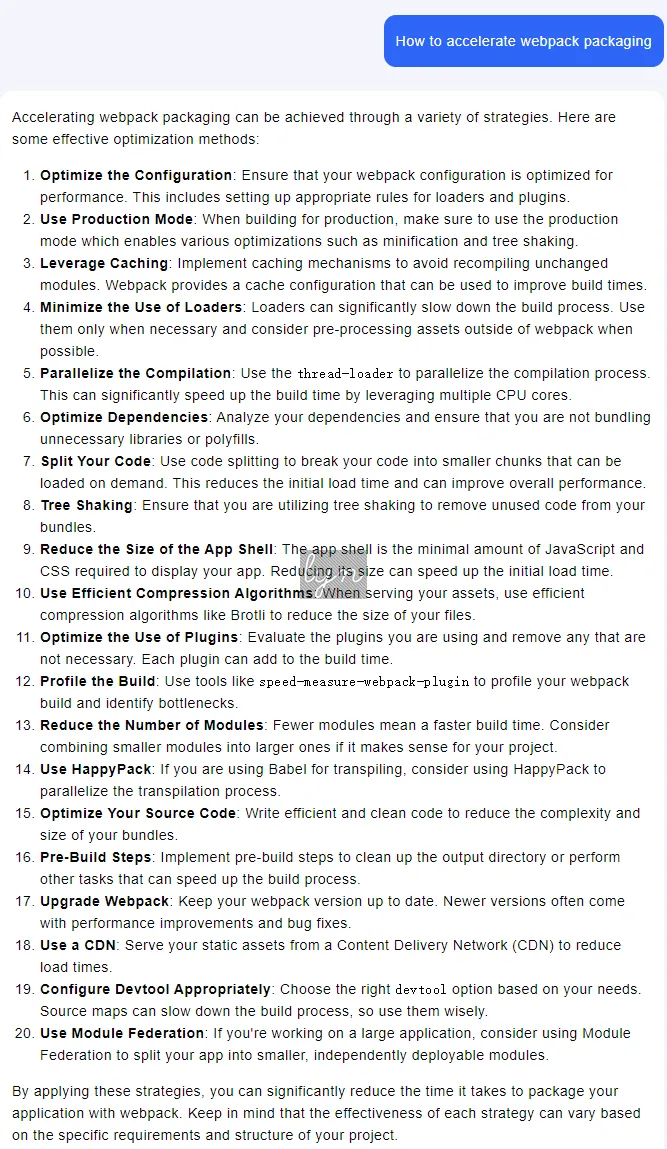 How to accelerate webpack packaging
Accelerating webpack packaging can be achieved through a variety of strategies. Here are
some effective optimization methods:
1. Optimize the Configuration: Ensure that your webpack configuration is optimized for
performance. This includes setting up appropriate rules for loaders and plugins.
2. Use Production Mode: When building for production, make sure to use the production
mode which enables various optimizations such as minification and tree shaking.
3. Leverage Caching: Implement caching mechanisms to avoid recompiling unchanged
modules. Webpack provides a cache configuration that can be used to improve build times.
4. Minimize the Use of Loaders: Loaders can significantly slow down the build process. Use
them only when necessary and consider pre-processing assets outside of webpack when
possible.
5. Parallelize the Compilation: Use the thread-loader to parallelize the compilation process.
This can significantly speed up the build time by leveraging multiple CPU cores.
6. Optimize Dependencies: Analyze your dependencies and ensure that you are not bundling
unnecessary libraries or polyfills.
7. Split Your Code: Use code splitting to break your code into smaller chunks that can be
loaded on demand. This reduces the initial load time and can improve overall performance.
8. Tree Shaking: Ensure that you are utilizing tree shaking to remove unused code from your
bundles.
9. Reduce the Size of the App Shell: The app shell is the minimal amount of JavaScript and
CSS required to display your app. Reducing its size can speed up the initial load time.
10. Use Efficient Compression Algorithms: When serving your assets, use efficient
compression algorithms like Brotli to reduce the size of your files.
11. Optimize the Use of Plugins: Evaluate the plugins you are using and remove any that are
not necessary. Each plugin can add to the build time.
12. Profile the Build: Use tools like speed-measure-webpack-plugin to profile your webpack
build and identify bottlenecks.
13. Reduce the Number of Modules: Fewer modules mean a faster build time. Consider
combining smaller modules into larger ones if it makes sense for your project.
14. Use HappyPack: If you are using Babel for transpiling, consider using HappyPack to
parallelize the transpilation process.
15. Optimize Your Source Code: Write efficient and clean code to reduce the complexity and
size of your bundles.
16. Pre-Build Steps: Implement pre-build steps to clean up the output directory or perform
other tasks that can speed up the build process.
17. Upgrade Webpack: Keep your webpack version up to date. Newer versions often come
with performance improvements and bug fixes.
18. Use a CDN: Serve your static assets from a Content Delivery Network (CDN) to reduce
load times.
19. Configure Devtool Appropriately: Choose the right devtool option based on your needs.
Source maps can slow down the build process, so use them wisely.
20. Use Module Federation: If you're working on a large application, consider using Module
Federation to split your app into smaller, independently deployable modules.
By applying these strategies, you can significantly reduce the time it takes to package your
application with webpack. Keep in mind that the effectiveness of each strategy can vary based
on the specific requirements and structure of your project.